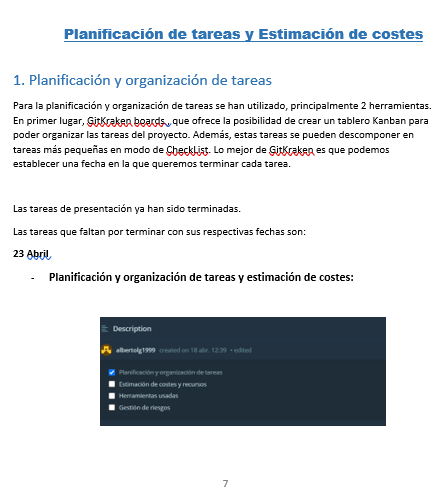 Planificación de tareas y Estimación de costes
1. Planificación y organización de tareas
Para la planificación y organización de tareas se han utilizado, principalmente 2 herramientas.
En primer lugar, GitKraken boards , que ofrece la posibilidad de crear un tablero Kanban para
poder organizar las tareas del proyecto. Además, estas tareas se pueden descomponer en
tareas más pequeñas en modo de CheckList. Lo mejor de GitKraken es que podemos
establecer una fecha en la que queremos terminar cada tarea.
Las tareas de presentación ya han sido terminadas.
Las tareas que faltan por terminar con sus respectivas fechas son:
23 Abril
- Planificación y organización de tareas y estimación de costes:
Description
albertolg1999 created on 18 abr. 12:39 • edited
Planificación y organización de tareas
Estimación de costes y recursos
Herramientas usadas
Gestión de riesgos
7